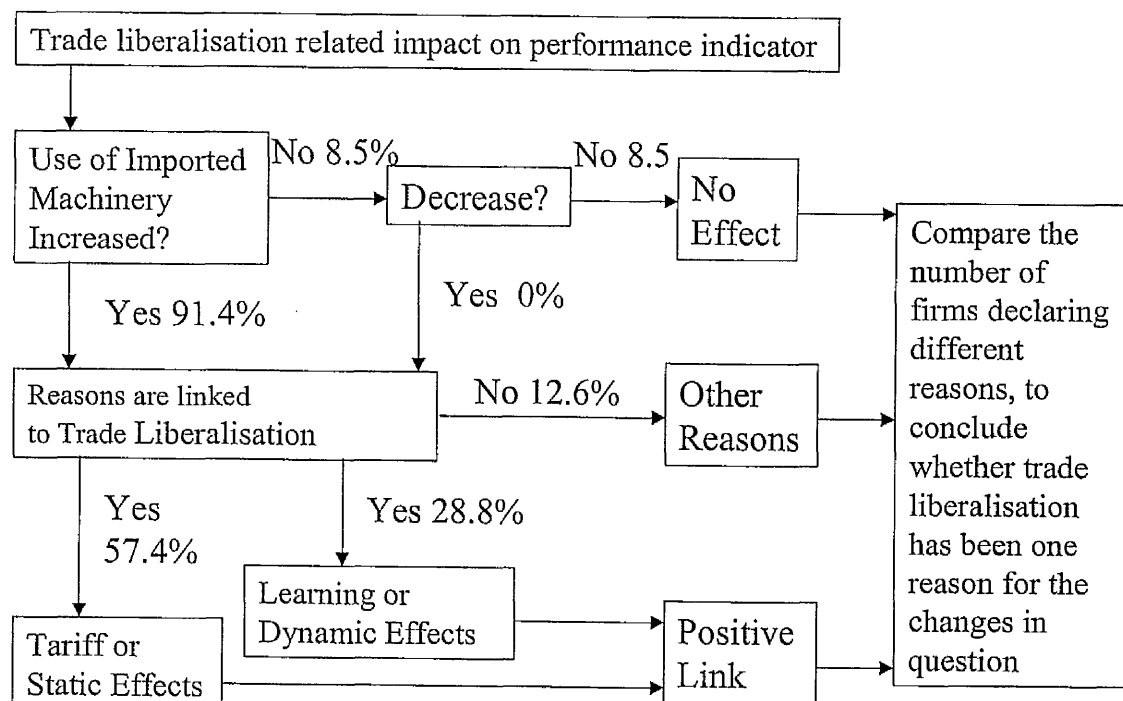 Trade liberalisation related impact on performance indicator
Use of Imported
Machinery
Increased?
No 8.5%
Decrease?
No 8.5
No
Effect
Yes 91.4%
Yes 0%
Reasons are linked
to Trade Liberalisation
No 12.6%
Other
Reasons
Yes
57.4%
Yes 28.8%
Learning or
Dynamic Effects
Tariff or
Static Effects
Positive
Link
Compare the
number of
firms declaring
different
reasons, to
conclude
whether trade
liberalisation
has been one
reason for the
changes in
question